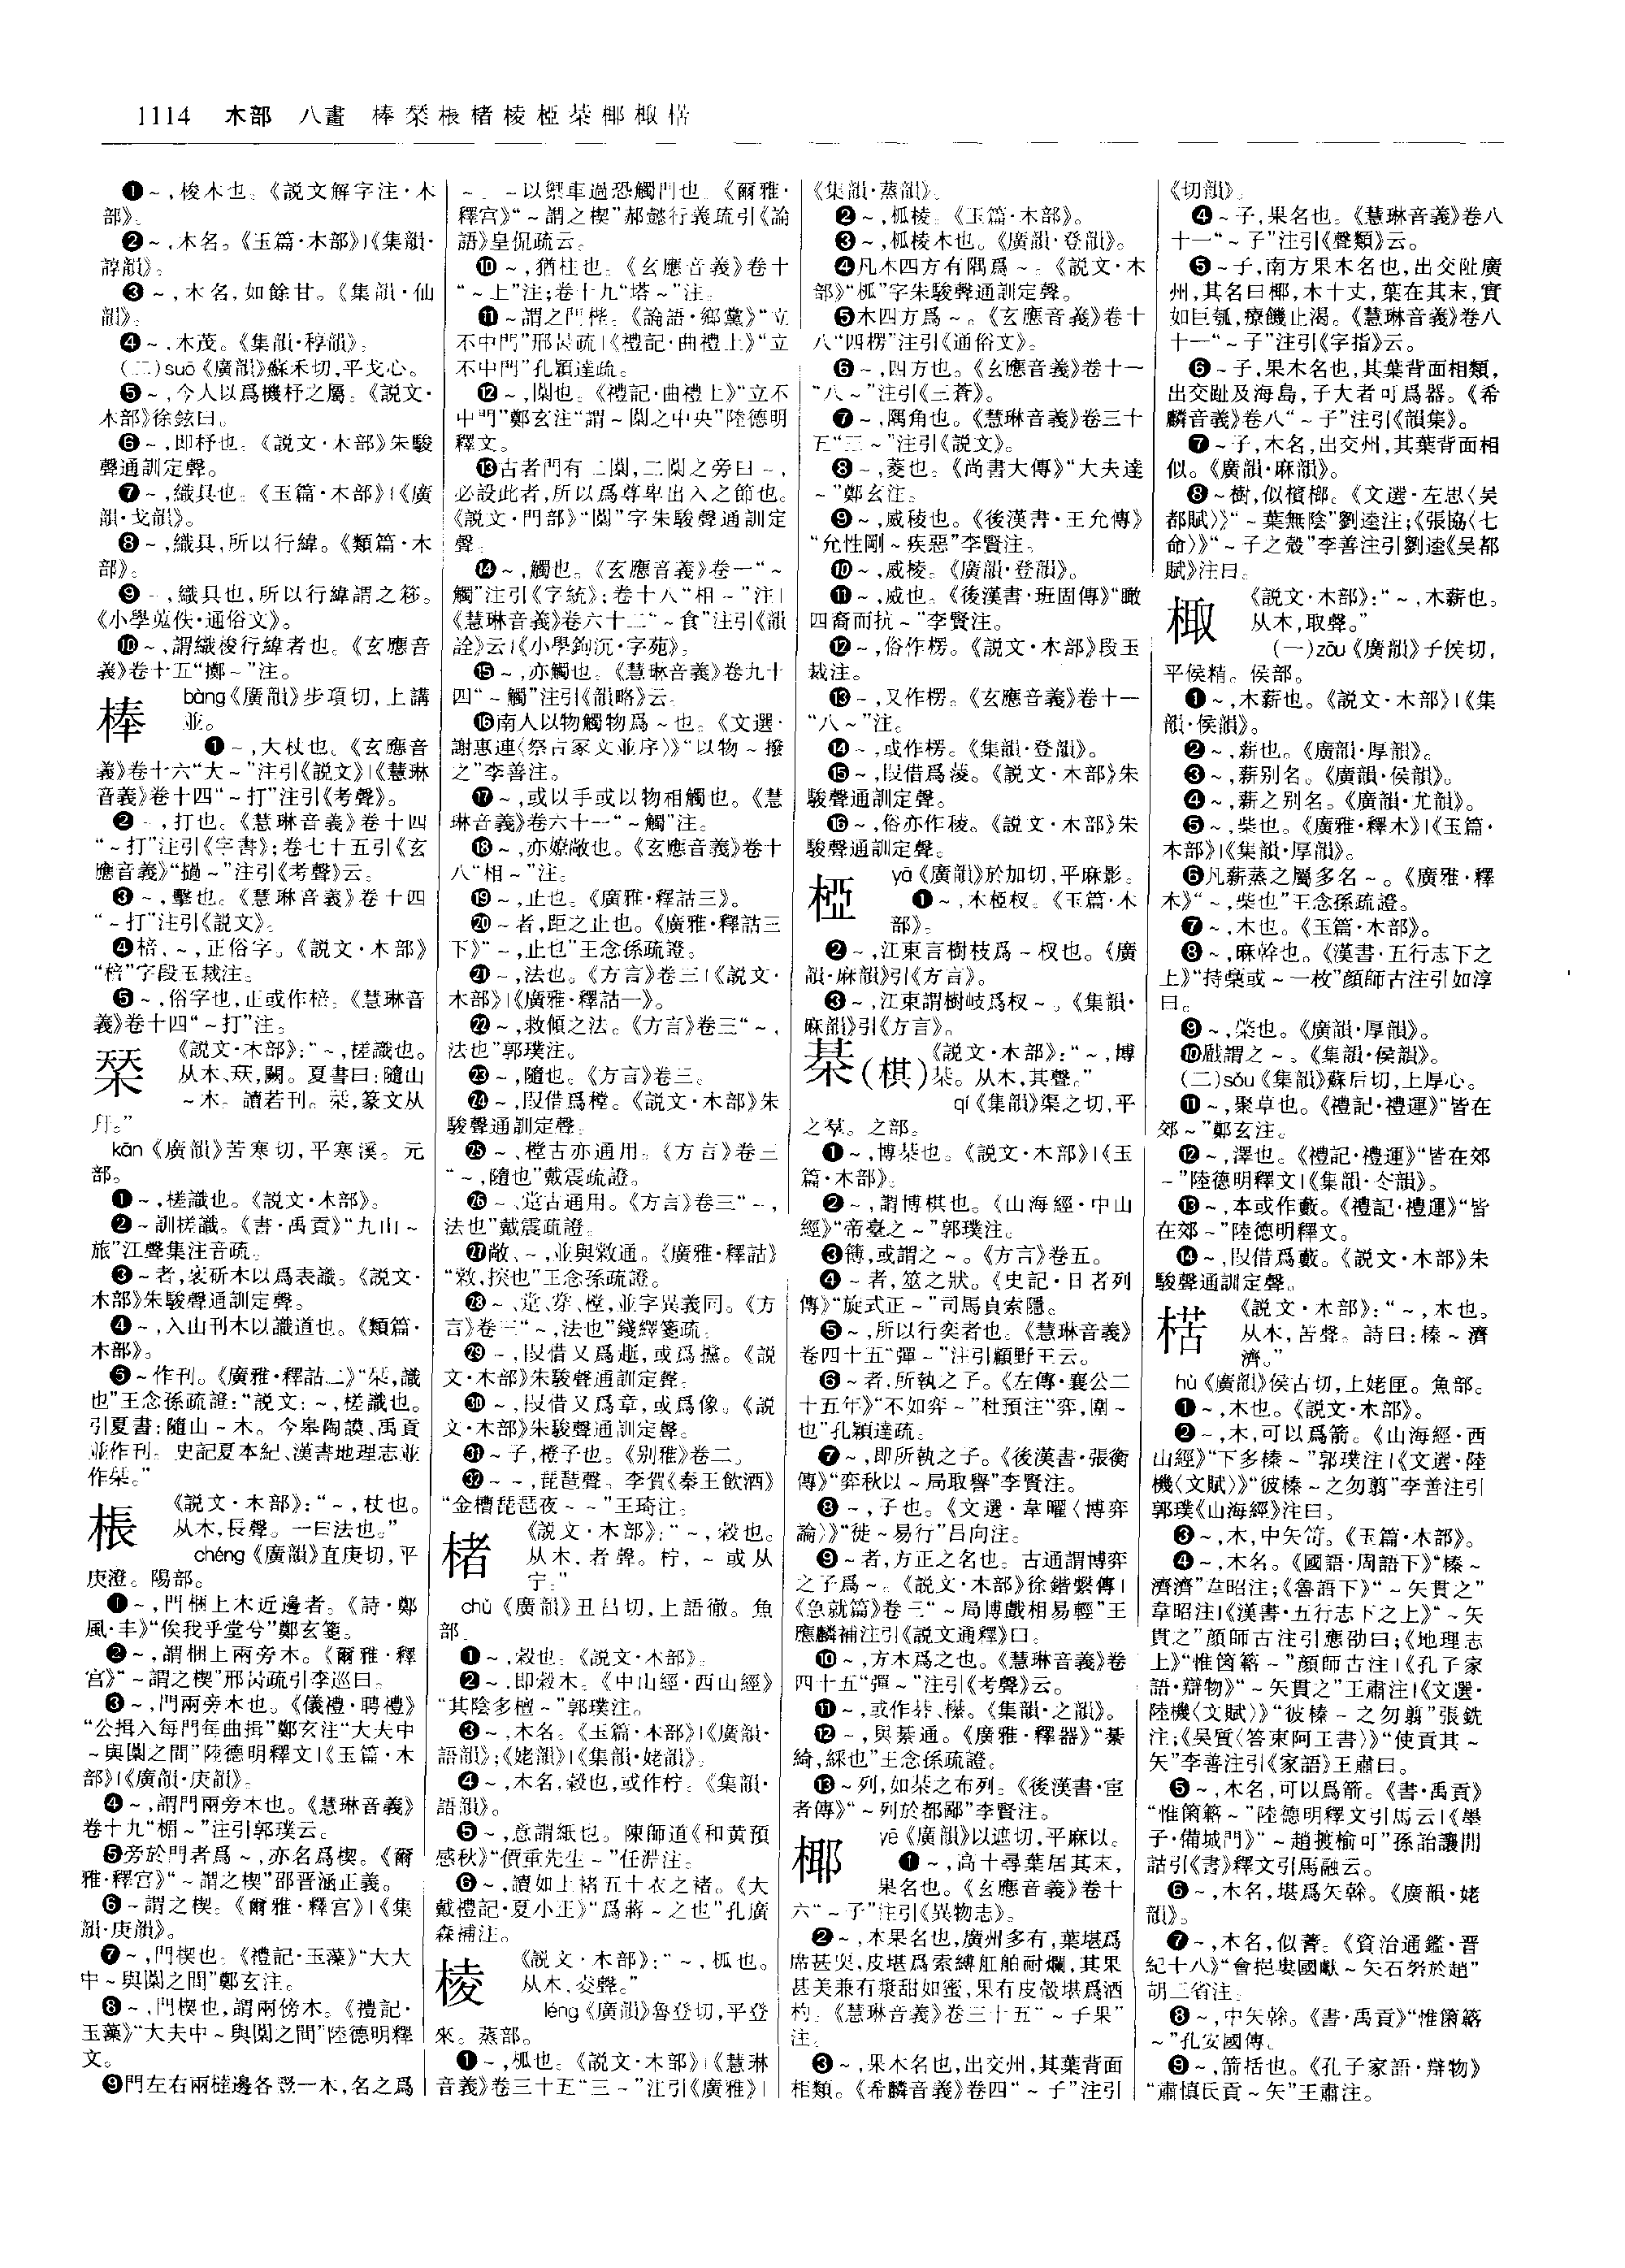 1114 木部 八畫 棒栞棖楮棱椏棊椰棷楛
❶～,梭木也。《説文解字注·木
部》。
❷～,木名。《玉篇·木部》|《集韻·
諄韻》。
❸～,木名,如餘甘。《集韻·仙
韻》。
❹～,木茂。《集韻·稕韻》。
(二)suō《廣韻》蘇禾切,平戈心。
❺～,今人以爲機杼之屬。《説文·
木部》徐鉉曰。
❻～,即杼也。《説文·木部》朱駿
聲通訓定聲。
❼～,織具也。《玉篇·木部》|《廣
韻·戈韻》。
❽～,織具,所以行緯。《類篇·木
部》。
❾～,織具也,所以行緯謂之䇡。
《小學蒐佚·通俗文》。
❿～,謂織梭行緯者也。《玄應音
義》卷十五“擲～”注。
棒
bàng《廣韻》步項切,上講
並。
❶～,大杖也。《玄應音
義》卷十六“大～”注引《説文》|《慧琳
音義》卷十四“～打”注引《考聲》。
❷～,打也。《慧琳音義》卷十四
“～打”注引《字書》;卷七十五引《玄
應音義》“撾～”注引《考聲》云。
❸～,擊也。《慧琳音義》卷十四
“～打”注引《説文》。
❹棓、～,正俗字。《説文·木部》
“棓”字段玉裁注。
❺～,俗字也,正或作棓。《慧琳音
義》卷十四“～打”注。
栞
《説文·木部》:“～,槎識也。
从木、㺩,闕。夏書曰:隨山
～木。讀若刊。栞,篆文从
幵。”
kān《廣韻》苦寒切,平寒溪。元
部。
❶～,槎識也。《説文·木部》。
❷～訓槎識。《書·禹貢》“九山～
旅”江聲集注音疏。
❸～者,衺斫木以爲表識。《説文·
木部》朱駿聲通訓定聲。
❹～,入山刊木以識道也。《類篇·
木部》。
❺～作刊。《廣雅·釋詁二》“栞,識
也”王念孫疏證:“説文:～,槎識也。
引夏書:隨山～木。今皋陶謨、禹貢
並作刊。史記夏本紀、漢書地理志並
作栞。”
棖
《説文·木部》:“～,杖也。
从木,長聲。一曰法也。”
chéng《廣韻》直庚切,平
庚澄。陽部。
❶～,門梱上木近邊者。《詩·鄭
風·丰》“俟我乎堂兮”鄭玄箋。
❷～,謂梱上兩旁木。《爾雅·釋
宫》“～謂之楔”邢昺疏引李巡曰。
❸～,門兩旁木也。《儀禮·聘禮》
“公揖入每門每曲揖”鄭玄注“大夫中
～與闑之間”陸德明釋文|《玉篇·木
部》|《廣韻·庚韻》。
❹～,謂門兩旁木也。《慧琳音義》
卷十九“楣～”注引郭璞云。
❺旁於門者爲～,亦名爲楔。《爾
雅·釋宫》“～謂之楔”邵晋涵正義。
❻～謂之楔。《爾雅·釋宫》|《集
韻·庚韻》。
❼～,門楔也。《禮記·玉藻》“大夫
中～與闑之間”鄭玄注。
❽～,門楔也,謂兩傍木。《禮記·
玉藻》“大夫中～與闑之間”陸德明釋
文。
❾門左右兩橽邊各豎一木,名之爲
～。～以禦車過恐觸門也。《爾雅·
釋宫》“～謂之楔”郝懿行義疏引《論
語》皇侃疏云。
❿～,猶柱也。《玄應音義》卷十
“～上”注;卷十九“塔～”注。
⓫～謂之門橛。《論語·鄉黨》“立
不中門”邢昺疏|《禮記·曲禮上》“立
不中門”孔穎達疏。
⓬～,闑也。《禮記·曲禮上》“立不
中門”鄭玄注“謂～闑之中央”陸德明
釋文。
⓭古者門有二闑,二闑之旁曰～,
必設此者,所以爲尊卑出入之節也。
《説文·門部》“闑”字朱駿聲通訓定
聲。
⓮～,觸也。《玄應音義》卷一“～
觸”注引《字統》;卷十八“相～”注|
《慧琳音義》卷六十二“～食”注引《韻
詮》云|《小學鉤沉·字苑》。
⓯～,亦觸也。《慧琳音義》卷九十
四“～觸”注引《韻略》云。
⓰南人以物觸物爲～也。《文選·
謝惠連〈祭古冢文並序〉》“以物～撥
之”李善注。
⓱～,或以手或以物相觸也。《慧
琳音義》卷六十一“～觸”注。
⓲～,亦嫽敞也。《玄應音義》卷十
八“相～”注。
⓳～,止也。《廣雅·釋詁三》。
⓴～者,距之止也。《廣雅·釋詁三
下》“～,止也”王念孫疏證。
㉑～,法也。《方言》卷三|《説文·
木部》|《廣雅·釋詁一》。
㉒～,救傾之法。《方言》卷三“～,
法也”郭璞注。
㉓～,隨也。《方言》卷三。
㉔～,叚借爲樘。《説文·木部》朱
駿聲通訓定聲。
㉕～、樘古亦通用。《方言》卷三
“～,隨也”戴震疏證。
㉖～、㲂古通用。《方言》卷三“～,
法也”戴震疏證。
㉗敞、～,並與敹通。《廣雅·釋詁》
“敹,揬也”王念孫疏證。
㉘～、㲂、穿、樘,並字異義同。《方
言》卷三“～,法也”錢繹箋疏。
㉙～,叚借又爲𧾷,或爲撫。《説
文·木部》朱駿聲通訓定聲。
㉚～,叚借又爲章,或爲像。《説
文·木部》朱駿聲通訓定聲。
㉛～子,橙子也。《别雅》卷二。
㉜～～,琵琶聲。李賀《秦王飲酒》
“金槽琵琶夜～～”王琦注。
楮
《説文·木部》:“～,榖也。
从木,者聲。柠,～或从
宁。”
chǔ《廣韻》丑吕切,上語徹。魚
部。
❶～,榖也。《説文·木部》。
❷～,即榖木。《中山經·西山經》
“其陰多檀～”郭璞注。
❸～,木名。《玉篇·木部》|《廣韻·
語韻》;《姥韻》|《集韻·姥韻》。
❹～,木名,榖也,或作柠。《集韻·
語韻》。
❺～,意謂紙也。陳師道《和黄預
感秋》“價重先生～”任淵注。
❻～,讀如上褚五十衣之褚。《大
戴禮記·夏小正》“爲蔣～之也”孔廣
森補注。
棱
《説文·木部》:“～,柧也。
从木,夌聲。”
léng《廣韻》魯登切,平登
來。蒸部。
❶～,柧也。《説文·木部》|《慧琳
音義》卷三十五“三～”注引《廣雅》|
《集韻·蒸韻》。
❷～,柧棱。《玉篇·木部》。
❸～,柧棱木也。《廣韻·登韻》。
❹凡木四方有隅爲～。《説文·木
部》“柧”字朱駿聲通訓定聲。
❺木四方爲～。《玄應音義》卷十
八“四楞”注引《通俗文》。
❻～,四方也。《玄應音義》卷十一
“八～”注引《三蒼》。
❼～,隅角也。《慧琳音義》卷三十
五“三～”注引《説文》。
❽～,菱也。《尚書大傳》“大夫達
～”鄭玄注。
❾～,威稜也。《後漢書·王允傳》
“允性剛～疾惡”李賢注。
❿～,威棱。《廣韻·登韻》。
⓫～,威也。《後漢書·班固傳》“瞰
四裔而抗～”李賢注。
⓬～,俗作楞。《説文·木部》段玉
裁注。
⓭～,又作楞。《玄應音義》卷十一
“八～”注。
⓮～,或作楞。《集韻·登韻》。
⓯～,叚借爲淩。《説文·木部》朱
駿聲通訓定聲。
⓰～,俗亦作稜。《説文·木部》朱
駿聲通訓定聲。
椏
yā《廣韻》於加切,平麻影。
❶～,木椏杈。《玉篇·木
部》。
❷～,江東言樹枝爲～杈也。《廣
韻·麻韻》引《方言》。
❸～,江東謂樹岐爲杈～。《集韻·
麻韻》引《方言》。
棊(棋)
《説文·木部》:“～,博
棊。从木,其聲。”
qí《集韻》渠之切,平
之羣。之部。
❶～,博棊也。《説文·木部》|《玉
篇·木部》。
❷～,謂博棋也。《山海經·中山
經》“帝臺之～”郭璞注。
❸簙,或謂之～。《方言》卷五。
❹～者,筮之狀。《史記·日者列
傳》“旋式正～”司馬貞索隱。
❺～,所以行奕者也。《慧琳音義》
卷四十五“彈～”注引顧野王云。
❻～者,所執之子。《左傳·襄公二
十五年》“不如弈～”杜預注“弈,圍～
也”孔穎達疏。
❼～,即所執之子。《後漢書·張衡
傳》“弈秋以～局取譽”李賢注。
❽～,子也。《文選·韋曜〈博弈
論〉》“徙～易行”吕向注。
❾～者,方正之名也。古通謂博弈
之子爲～。《説文·木部》徐鍇繫傳|
《急就篇》卷三“～局博戲相易輕”王
應麟補注引《説文通釋》曰。
❿～,方木爲之也。《慧琳音義》卷
四十五“彈～”注引《考聲》云。
⓫～,或作棊、櫀。《集韻·之韻》。
⓬～,與綦通。《廣雅·釋器》“綦
綺,綵也”王念孫疏證。
⓭～列,如棊之布列。《後漢書·宦
者傳》“～列於都鄙”李賢注。
椰
yē《廣韻》以遮切,平麻以。
❶～,高十尋葉居其末,
果名也。《玄應音義》卷十
六“～子”注引《異物志》。
❷～,木果名也,廣州多有,葉堪爲
席甚㚐,皮堪爲索縛舡舶耐爛,其果
甚美兼有漿甜如蜜,果有皮殼堪爲酒
杓。《慧琳音義》卷三十五“～子果”
注。
❸～,果木名也,出交州,其葉背面
相類。《希麟音義》卷四“～子”注引
《切韻》。
❹～子,果名也。《慧琳音義》卷八
十一“～子”注引《聲類》云。
❺～子,南方果木名也,出交阯廣
州,其名曰椰,木十丈,葉在其末,實
如巨瓠,療饑止渴。《慧琳音義》卷八
十一“～子”注引《字指》云。
❻～子,果木名也,其葉背面相類,
出交趾及海島,子大者可爲器。《希
麟音義》卷八“～子”注引《韻集》。
❼～子,木名,出交州,其葉背面相
似。《廣韻·麻韻》。
❽～樹,似檳榔。《文選·左思〈吴
都賦〉》“～葉無陰”劉逵注;《張協〈七
命〉》“～子之殼”李善注引劉逵《吴都
賦》注曰。
棷
《説文·木部》:“～,木薪也。
从木,取聲。”
(一)zōu《廣韻》子侯切,
平侯精。侯部。
❶～,木薪也。《説文·木部》|《集
韻·侯韻》。
❷～,薪也。《廣韻·厚韻》。
❸～,薪别名。《廣韻·侯韻》。
❹～,薪之别名。《廣韻·尤韻》。
❺～,柴也。《廣雅·釋木》|《玉篇·
木部》|《集韻·厚韻》。
❻凡薪蒸之屬多名～。《廣雅·釋
木》“～,柴也”王念孫疏證。
❼～,木也。《玉篇·木部》。
❽～,麻幹也。《漢書·五行志下之
上》“持稾或～一枚”顔師古注引如淳
曰。
❾～,棨也。《廣韻·厚韻》。
❿戤謂之～。《集韻·侯韻》。
(二)sǒu《集韻》蘇后切,上厚心。
⓫～,聚草也。《禮記·禮運》“皆在
郊～”鄭玄注。
⓬～,澤也。《禮記·禮運》“皆在郊
～”陸德明釋文|《集韻·冬韻》。
⓭～,本或作藪。《禮記·禮運》“皆
在郊～”陸德明釋文。
⓮～,叚借爲藪。《説文·木部》朱
駿聲通訓定聲。
楛
《説文·木部》:“～,木也。
从木,苦聲。詩曰:榛～濟
濟。”
hù《廣韻》侯古切,上姥匣。魚部。
❶～,木也。《説文·木部》。
❷～,木,可以爲箭。《山海經·西
山經》“下多榛～”郭璞注|《文選·陸
機〈文賦〉》“彼榛～之勿翦”李善注引
郭璞《山海經》注曰。
❸～,木,中矢笴。《玉篇·木部》。
❹～,木名。《國語·周語下》“榛～
濟濟”韋昭注;《魯語下》“～矢貫之”
韋昭注|《漢書·五行志下之上》“～矢
貫之”顔師古注引應劭曰;《地理志
上》“惟箘簵～”顔師古注|《孔子家
語·辯物》“～矢貫之”王肅注|《文選·
陸機〈文賦〉》“彼榛～之勿翦”張銑
注;《吴質〈答東阿王書〉》“使貢其～
矢”李善注引《家語》王肅曰。
❺～,木名,可以爲箭。《書·禹貢》
“惟箘簵～”陸德明釋文引馬云|《墨
子·備城門》“～趙披榆可”孫詒讓閒
詁引《書》釋文引馬融云。
❻～,木名,堪爲矢幹。《廣韻·姥
韻》。
❼～,木名,似蓍。《資治通鑑·晋
紀十八》“會挹婁國獻～矢石砮於趙”
胡三省注。
❽～,中矢幹。《書·禹貢》“惟箘簵
～”孔安國傳。
❾～,箭栝也。《孔子家語·辯物》
“肅慎氏貢～矢”王肅注。